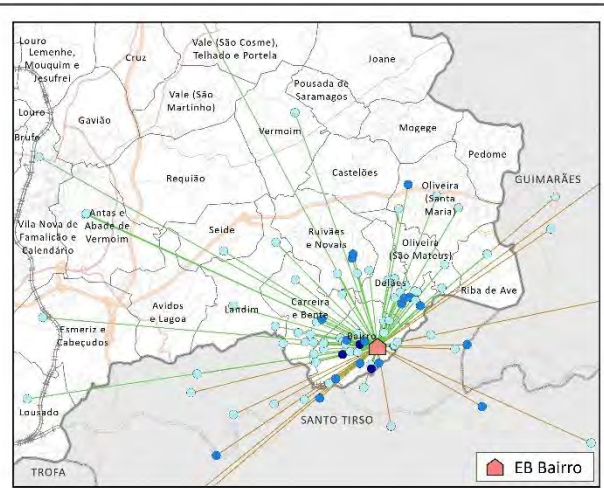 Louro
Lemenhe,
Mouquim e
Jesufrei
Cruz
Vale (São Cosme),
Telhado e Portela
Joane
Louro
Gavião
Vale (São
Martinho)
Pousada de
Saramagos
Brufe
Vermoim
Mogege
Pedome
Requião
Castelões
GUIMARÃES
Oliveira
(Santa
Maria)
Vila Nova de
Famalicão e
Calendário
Antas e
Abade de
Vermoim
Seide
Ruivães
e Novais
Oliveira
(São Mateus)
Delães
Riba de Ave
Avidos
e Lagoa
Landim
Carreira
e Bente
Esmeriz e
Cabeçudos
Bairro
Lousado
SANTO TIRSO
TROFA
EB Bairro